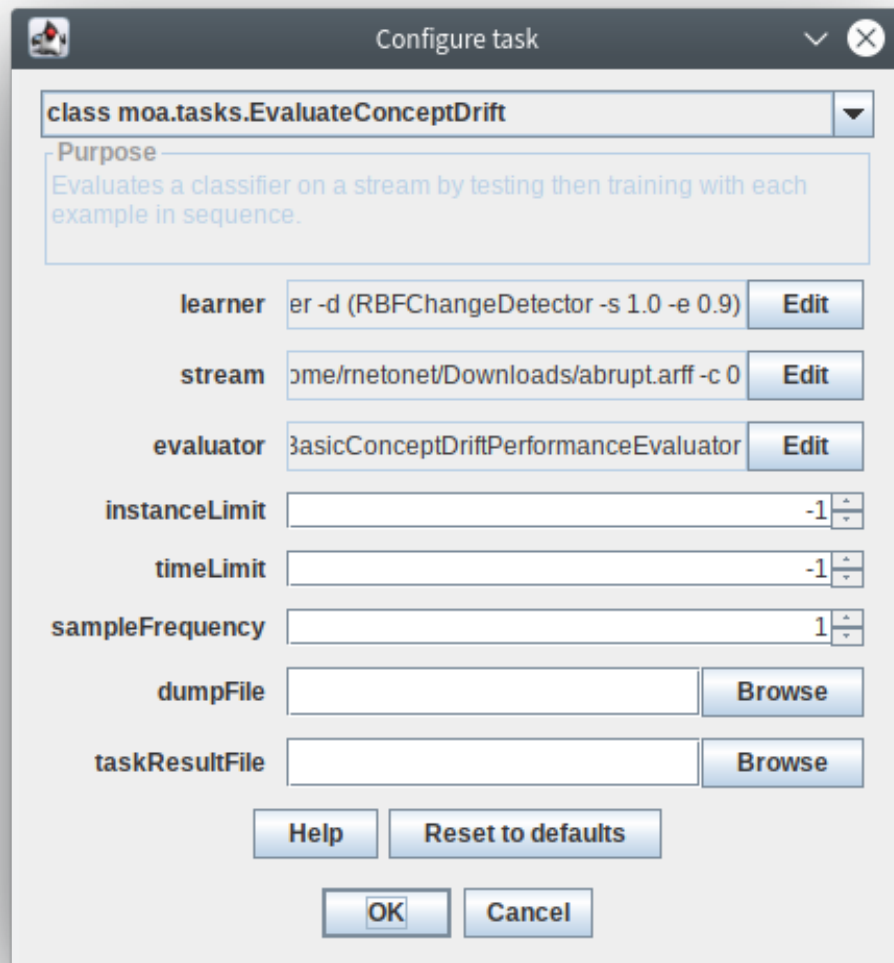 Configure task
class moa.tasks.EvaluateConceptDrift
Purpose
Evaluates a classifier on a stream by testing then training with each
example in sequence.
learner er -d (RBFChangeDetector -s 1.0 -e 0.9) Edit
stream ome/rnetonet/Downloads/abrupt.arff -c 0 Edit
evaluator BasicConceptDriftPerformanceEvaluator Edit
instanceLimit -1
timeLimit -1
sampleFrequency 1
dumpFile Browse
taskResultFile Browse
Help Reset to defaults
OK Cancel